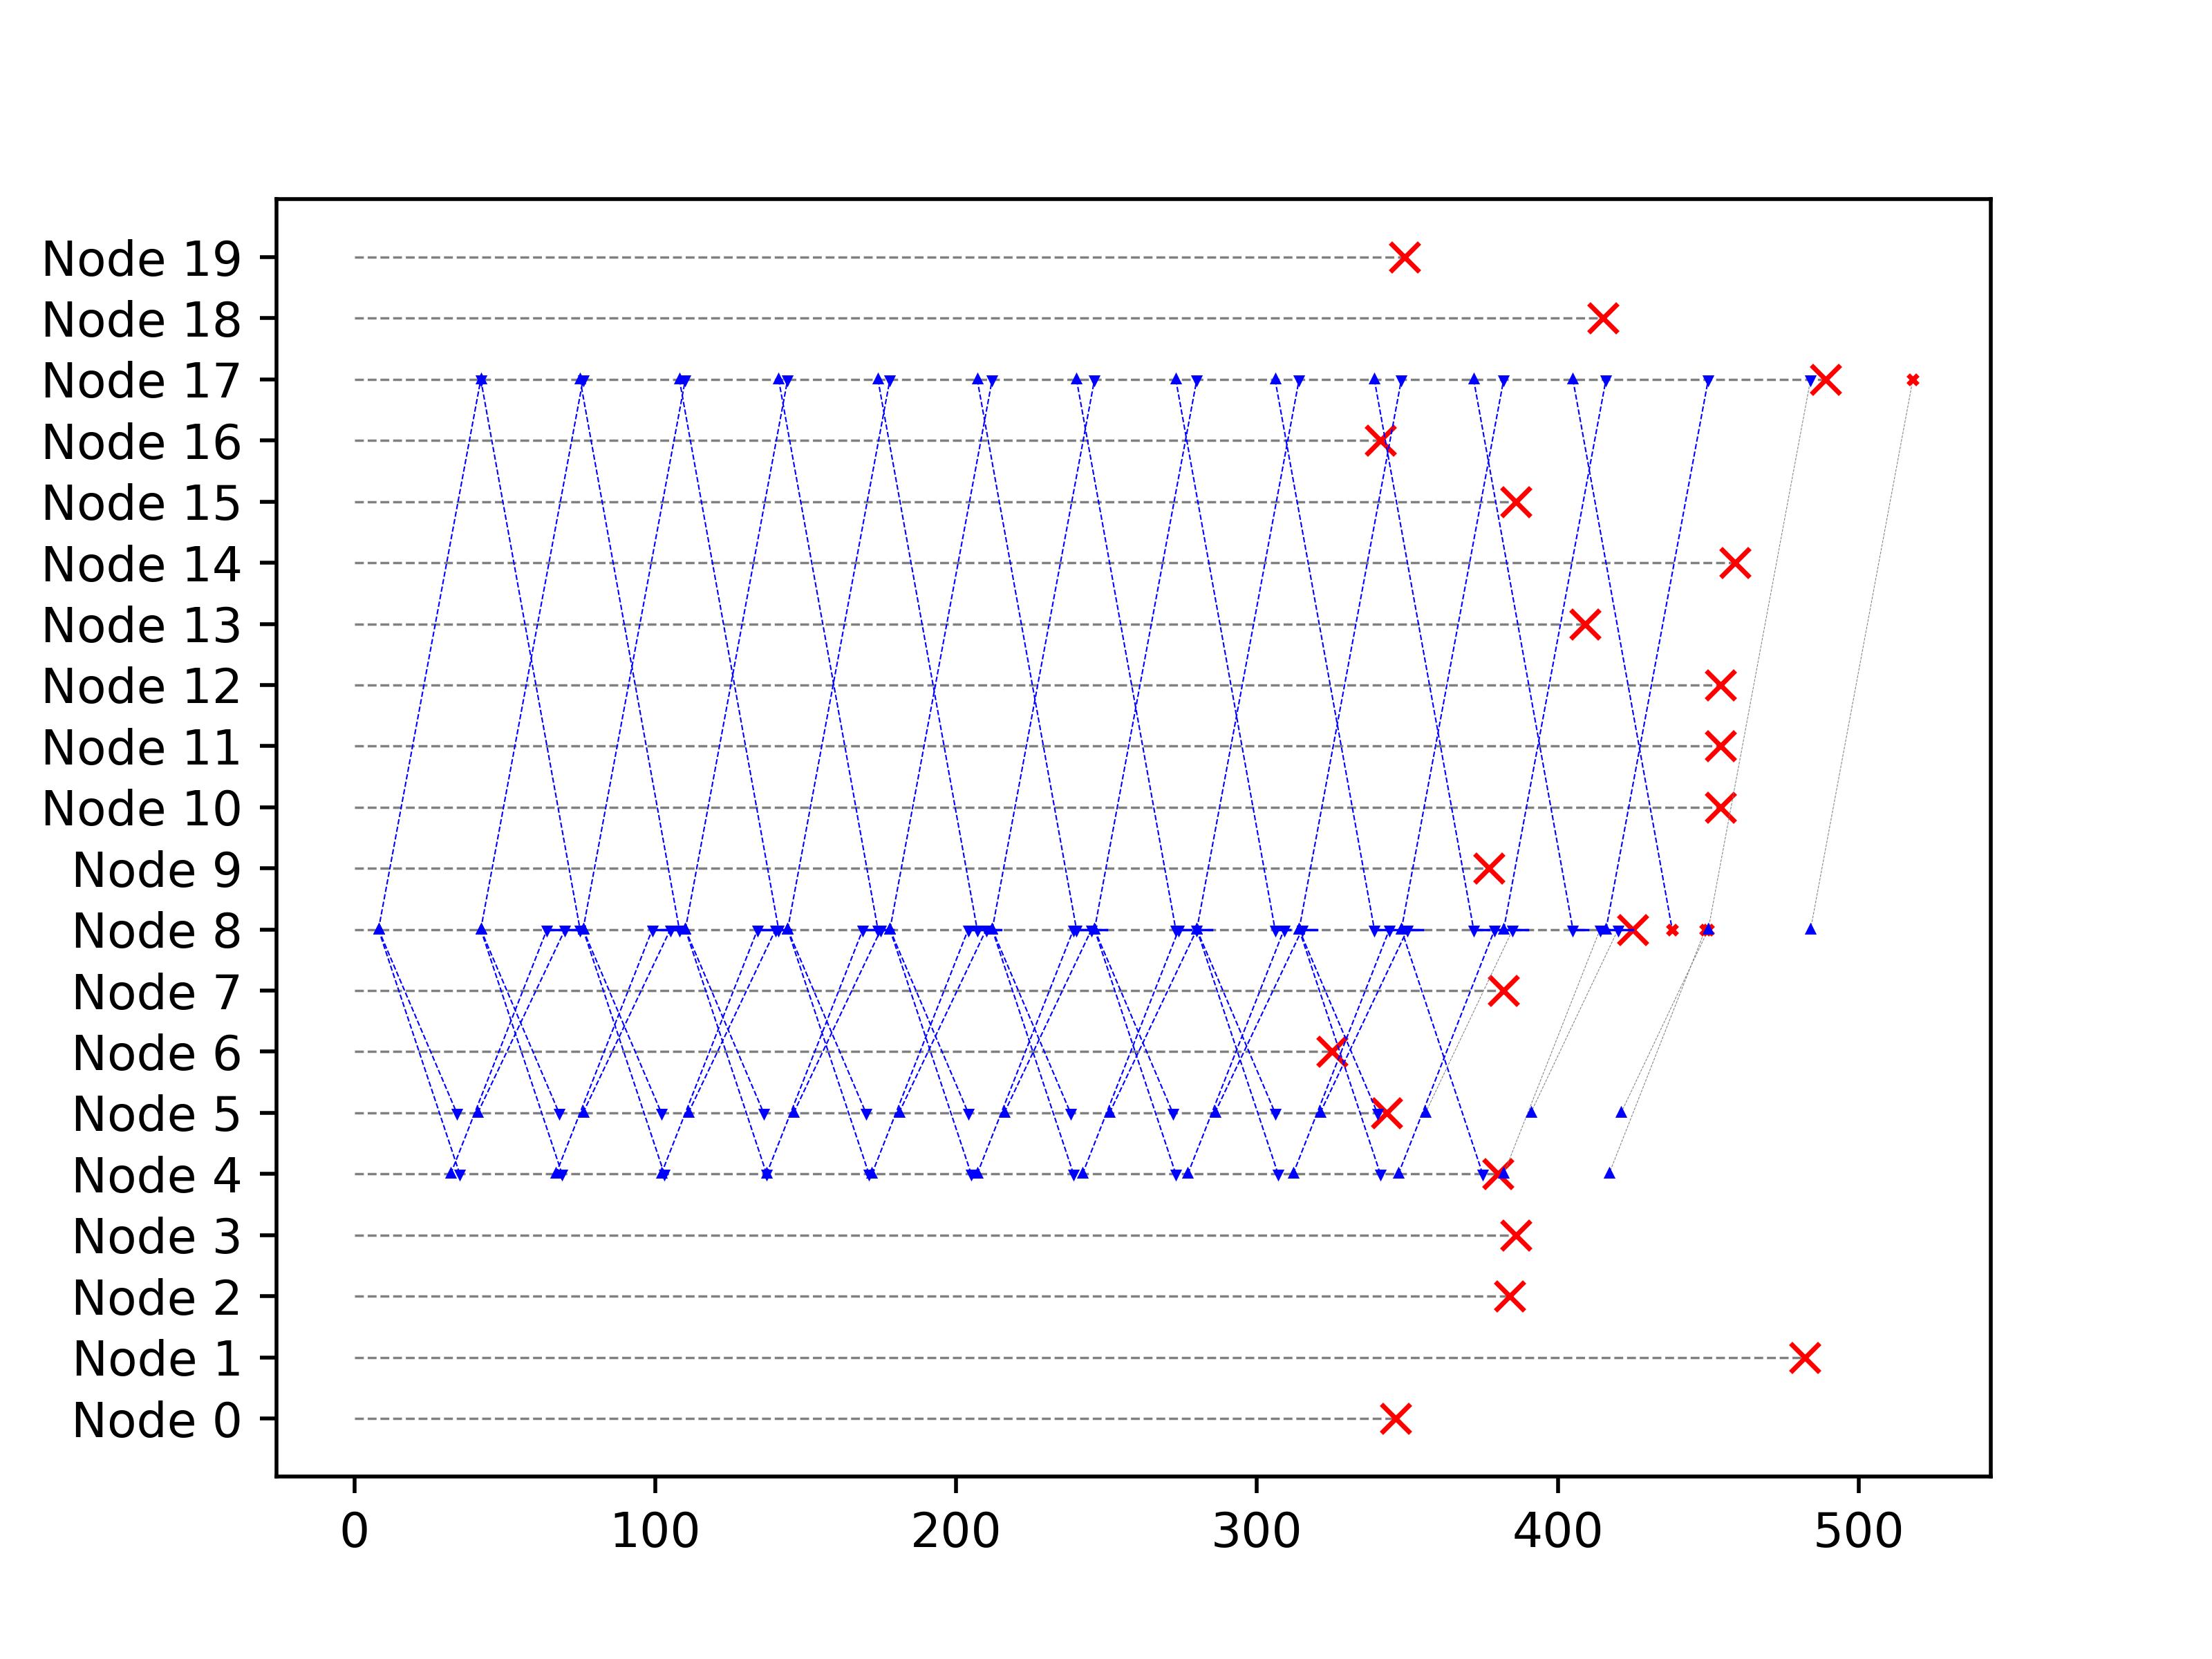 Node 19
Node 18
Node 17
Node 16
Node 15
Node 14
Node 13
Node 12
Node 11
Node 10
Node 9
Node 8
Node 7
Node 6
Node 5
Node 4
Node 3
Node 2
Node 1
Node 0
0 100 200 300 400 500